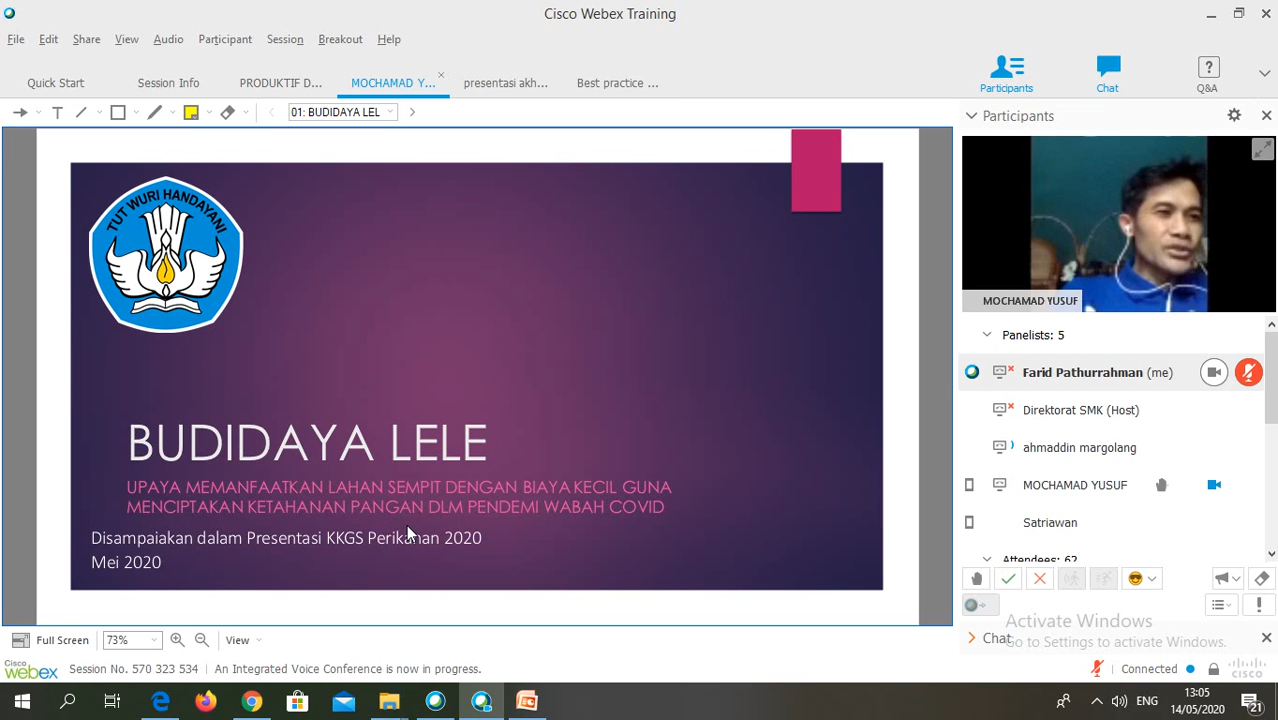 Cisco Webex Training
File Edit Share View Audio Participant Session Breakout Help
Quick Start Session Info PRODUKTIF D... MOCHAMAD Y... presentasi akh... Best practice ...
Participants Chat Q&A
T 01: BUDIDAYA LEL
Participants
TUT WURI HANDAYANI
MOCHAMAD YUSUF
Panelists: 5
Farid Pathurrahman (me)
Direktorat SMK (Host)
ahmaddin margolang
MOCHAMAD YUSUF
Satriawan
Attendees: 62
BUDIDAYA LELE
UPAYA MEMANFAATKAN LAHAN SEMPIT DENGAN BIAYA KECIL GUNA
MENCIPTAKAN KETAHANAN PANGAN DLM PENDEMI WABAH COVID
Disampaiakan dalam Presentasi KKGS Perikanan 2020
Mei 2020
Activate Windows
Go to Settings to activate Windows.
Chat
Full Screen 73% View
Cisco webex Session No. 570 323 534 An Integrated Voice Conference is now in progress.
Connected cisco
ENG 13:05
14/05/2020 21